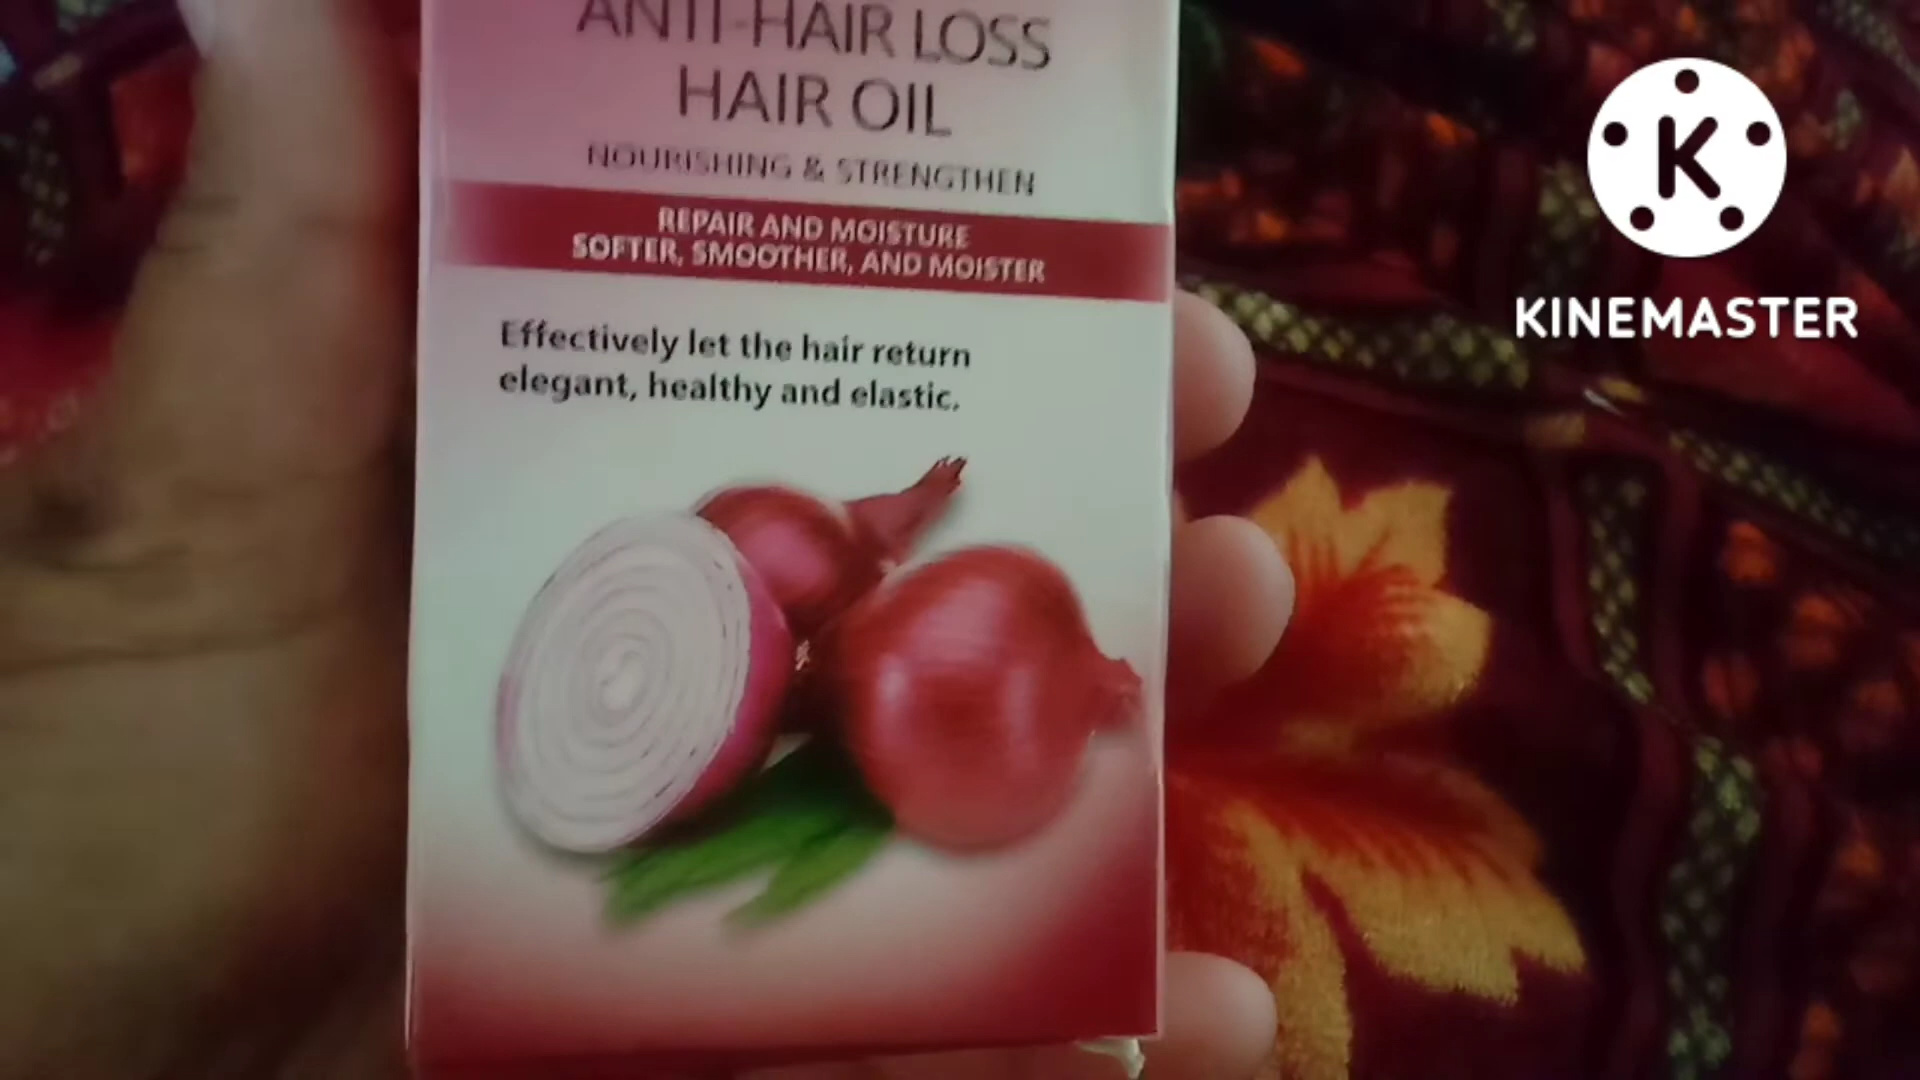 ANTI-HAIR LOSS
HAIR OIL
NOURISHING & STRENGTHEN
REPAIR AND MOISTURE
SOFTER, SMOOTHER, AND MOISTER
Effectively let the hair return
elegant, healthy and elastic.
K
KINEMASTER